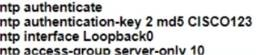 ntp authenticate
ntp authentication-key 2 md5 CISCO123
ntp interface Loopback0
ntp access-group server-only 10